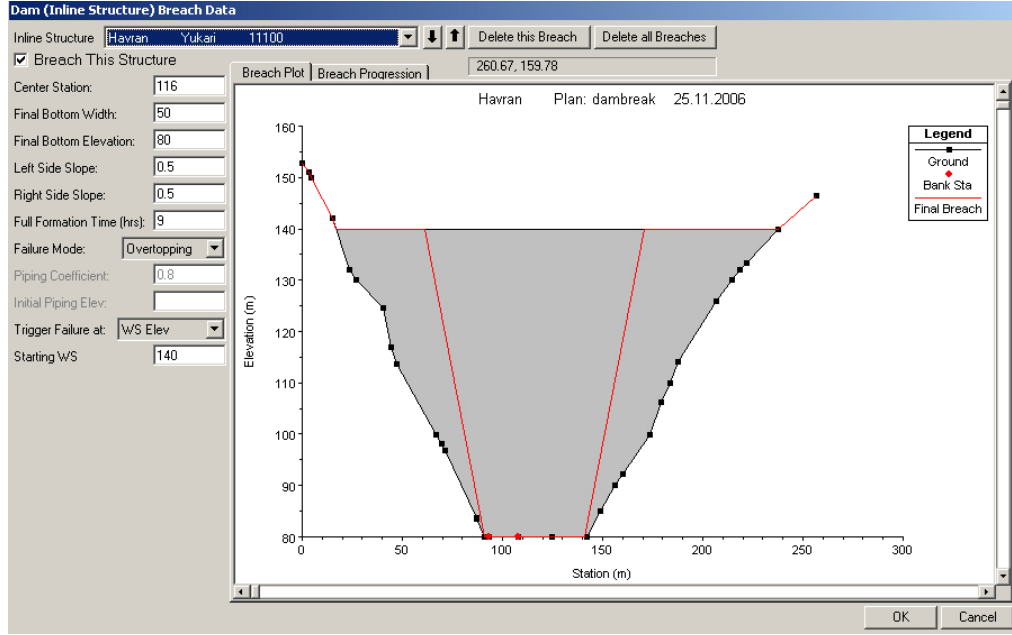 Dam (Inline Structure) Breach Data
Inline Structure Havran Yukari 11100 Delete this Breach Delete all Breaches
Breach This Structure
260.67, 159.78
Breach Plot Breach Progression
Center Station: 116
Final Bottom Width: 50
Final Bottom Elevation: 80
Left Side Slope: 0.5
Right Side Slope: 0.5
Full Formation Time (hrs): 9
Failure Mode: Overtopping
Piping Coefficient: 0.8
Initial Piping Elev:
Trigger Failure at: WS Elev
Starting WS 140
Havran Plan: dambreak 25.11.2006
Legend
Ground
Bank Sta
Final Breach
160
150
140
130
120
110
100
90
80
Elevation (m)
0 50 100 150 200 250 300
Station (m)
OK Cancel